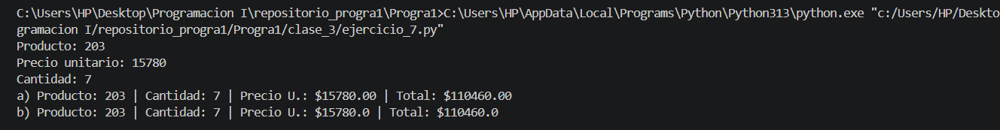 C:\Users\HP\Desktop\Programacion I\repositorio_progra1\Progra1>C:\Users\HP\AppData\Local\Programs\Python\Python313\python.exe "c:/Users/HP/Deskto
gramacion I/repositorio_progra1/Progra1/clase_3/ejercicio_7.py"
Producto: 203
Precio unitario: 15780
Cantidad: 7
a) Producto: 203 | Cantidad: 7 | Precio U.: $15780.00 | Total: $110460.00
b) Producto: 203 | Cantidad: 7 | Precio U.: $15780.0 | Total: $110460.0